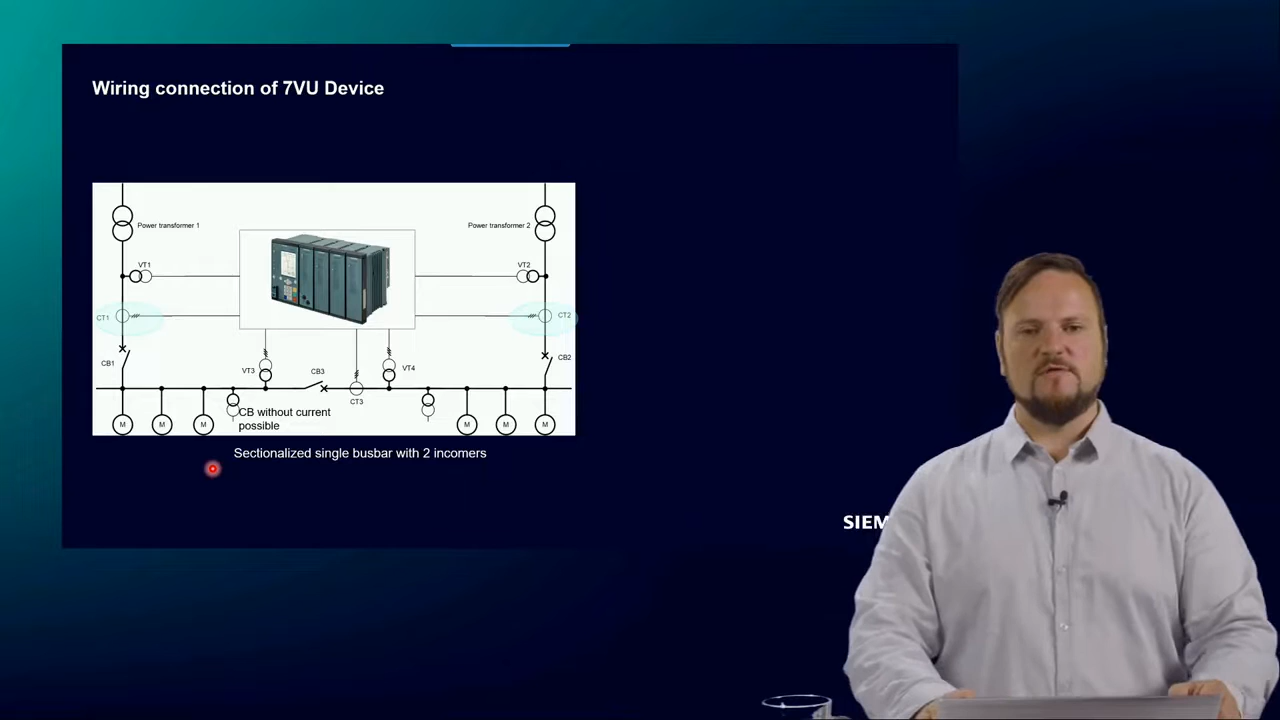 Wiring connection of 7VU Device
Power transformer 1
Power transformer 2
VT1
VT2
CT1
CT2
CB1
CB2
VT3
CB3
VT4
CT3
CB without current
possible
M
M
M
M
M
M
Sectionalized single busbar with 2 incomers
SIEM